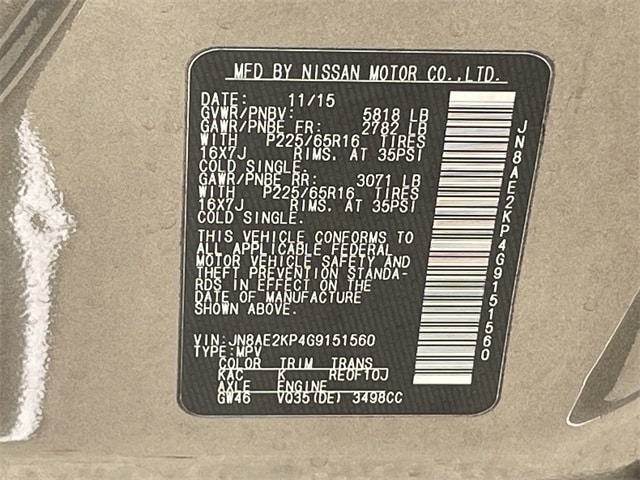 MFD BY NISSAN MOTOR CO.,LTD.
DATE: 11/15
GVWR/PNBV: 5818 LB
GAWR/PNBE FR: 2782 LB
WITH P225/65R16 TIRES
16X7J RIMS. AT 35PSI
COLD SINGLE.
GAWR/PNBE RR: 3071 LB
WITH P225/65R16 TIRES
16X7J RIMS. AT 35PSI
COLD SINGLE.
THIS VEHICLE CONFORMS TO
ALL APPLICABLE FEDERAL
MOTOR VEHICLE SAFETY AND
THEFT PREVENTION STANDA-
RDS IN EFFECT ON THE
DATE OF MANUFACTURE
SHOWN ABOVE.
VIN: JN8AE2KP4G9151560
TYPE: MPV
COLOR TRIM TRANS
KAC K RE0F10J
AXLE ENGINE
GW46 VQ35(DE) 3498CC
JN8AE2KP4G9151560